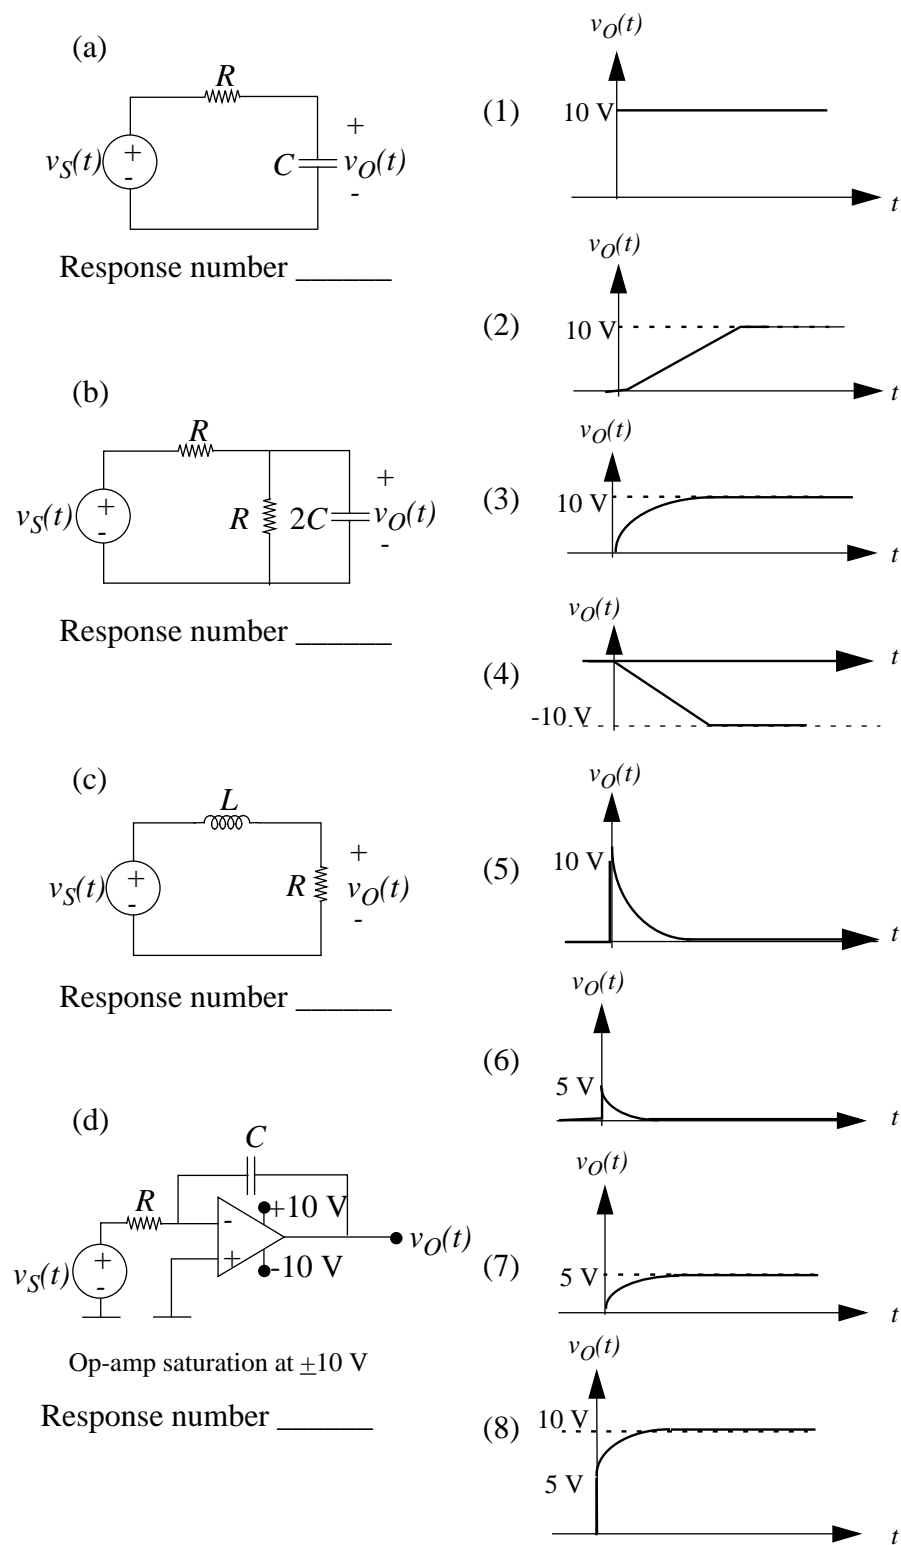 (a)
R
v_S(t)
+
-
C
+
v_O(t)
-
Response number ______
(b)
R
v_S(t)
+
-
R
2C
+
v_O(t)
-
Response number ______
(c)
L
v_S(t)
+
-
R
+
v_O(t)
-
Response number ______
(d)
C
R
+10 V
-
+
-10 V
v_O(t)
v_S(t)
+
-
Op-amp saturation at ±10 V
Response number ______
v_O(t)
(1)
10 V
t
v_O(t)
(2)
10 V
t
v_O(t)
(3)
10 V
t
v_O(t)
t
(4)
-10 V
v_O(t)
(5)
10 V
t
v_O(t)
(6)
5 V
t
v_O(t)
(7)
5 V
t
v_O(t)
(8)
10 V
5 V
t